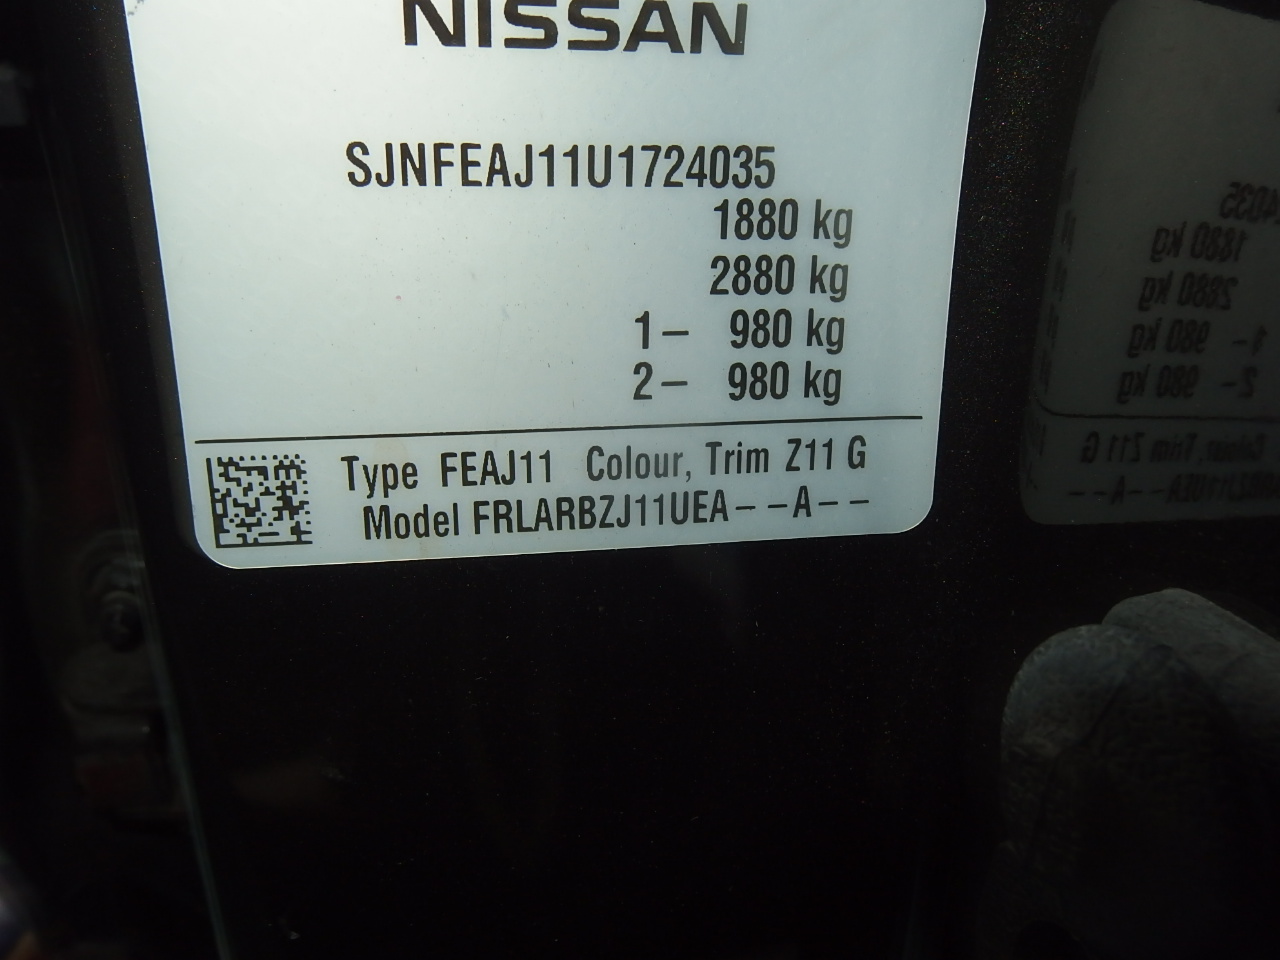 NISSAN
SJNFEAJ11U1724035
1880 kg
2880 kg
1- 980 kg
2- 980 kg
Type FEAJ11 Colour, Trim Z11 G
Model FRLARBZJ11UEA--A--